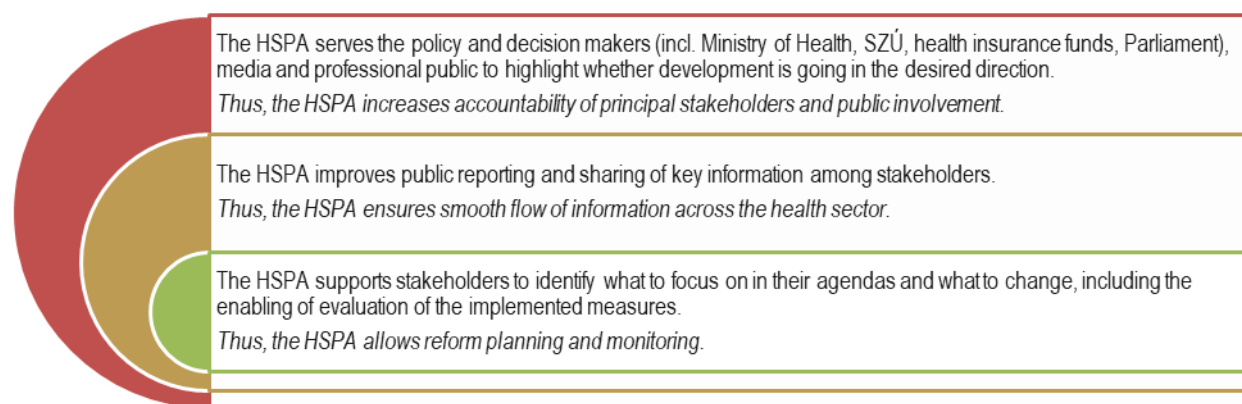 The HSPA serves the policy and decision makers (incl. Ministry of Health, SZÚ, health insurance funds, Parliament),
media and professional public to highlight whether development is going in the desired direction.
Thus, the HSPA increases accountability of principal stakeholders and public involvement.
The HSPA improves public reporting and sharing of key information among stakeholders.
Thus, the HSPA ensures smooth flow of information across the health sector.
The HSPA supports stakeholders to identify what to focus on in their agendas and what to change, including the
enabling of evaluation of the implemented measures.
Thus, the HSPA allows reform planning and monitoring.